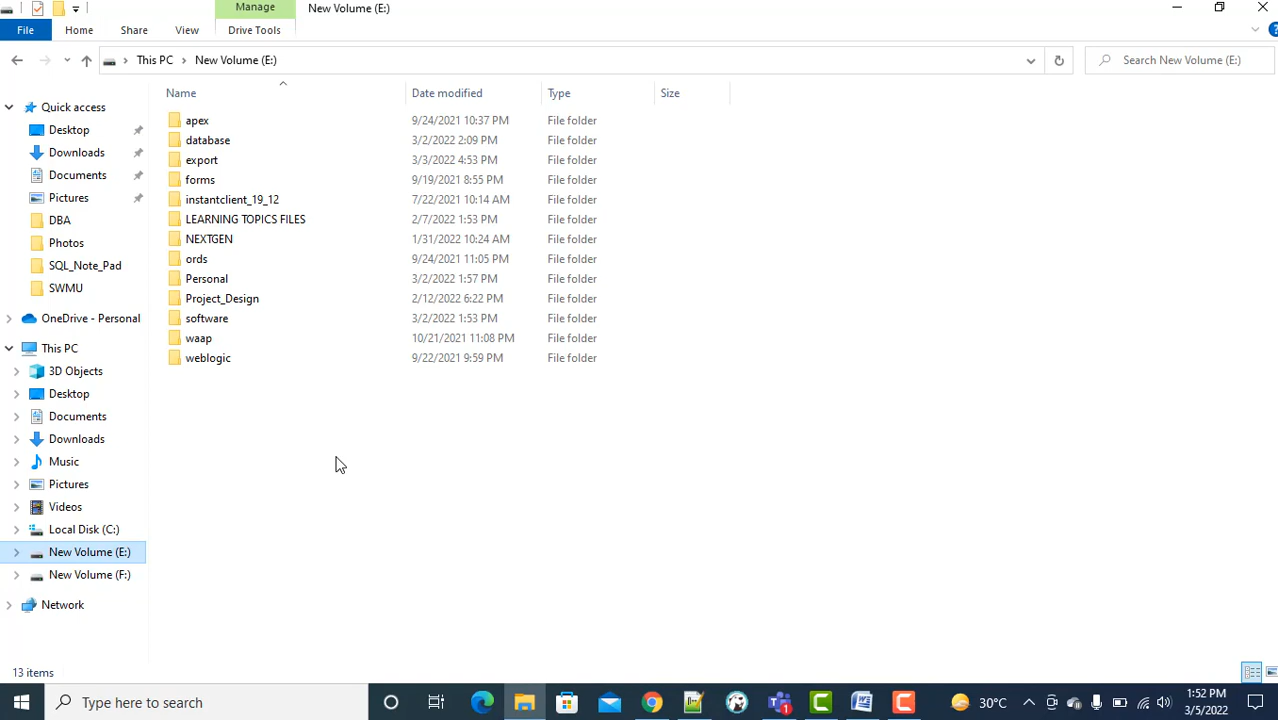 Manage
New Volume (E:)
File
Home
Share
View
Drive Tools
This PC
New Volume (E:)
Search New Volume (E:)
Name
Date modified
Type
Size
apex 9/24/2021 10:37 PM File folder
database 3/2/2022 2:09 PM File folder
export 3/3/2022 4:53 PM File folder
forms 9/19/2021 8:55 PM File folder
instantclient_19_12 7/22/2021 10:14 AM File folder
LEARNING TOPICS FILES 2/7/2022 1:53 PM File folder
NEXTGEN 1/31/2022 10:24 AM File folder
ords 9/24/2021 11:05 PM File folder
Personal 3/2/2022 1:57 PM File folder
Project_Design 2/12/2022 6:22 PM File folder
software 3/2/2022 1:53 PM File folder
waap 10/21/2021 11:08 PM File folder
weblogic 9/22/2021 9:59 PM File folder
Quick access
Desktop
Downloads
Documents
Pictures
DBA
Photos
SQL_Note_Pad
SWMU
OneDrive - Personal
This PC
3D Objects
Desktop
Documents
Downloads
Music
Pictures
Videos
Local Disk (C:)
New Volume (E:)
New Volume (F:)
Network
13 items
Type here to search
1
30°C
1:52 PM
3/5/2022